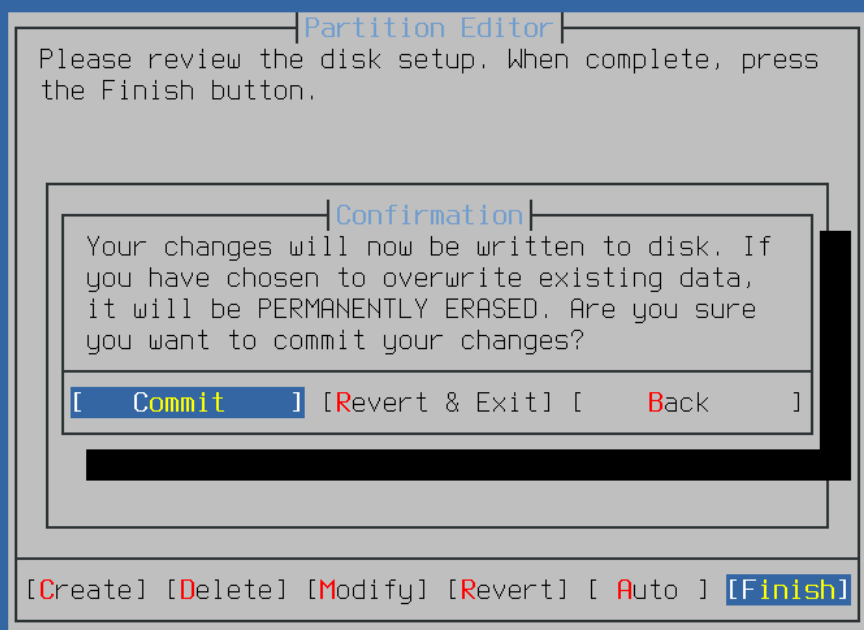 Partition Editor
Please review the disk setup. When complete, press
the Finish button.
Confirmation
Your changes will now be written to disk. If
you have chosen to overwrite existing data,
it will be PERMANENTLY ERASED. Are you sure
you want to commit your changes?
[ Commit ] [Revert & Exit] [ Back ]
[Create] [Delete] [Modify] [Revert] [ Auto ] [Finish]